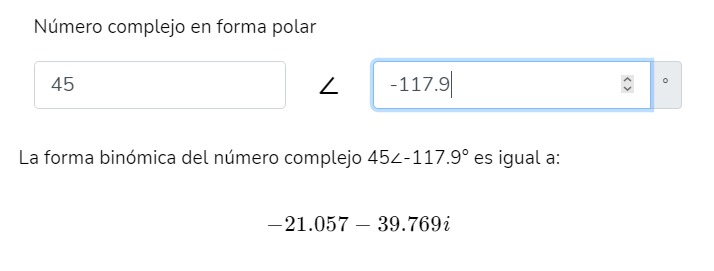 Número complejo en forma polar
45 ∠ -117.9 °
La forma binómica del número complejo 45∠-117.9° es igual a:
−21.057 − 39.769i